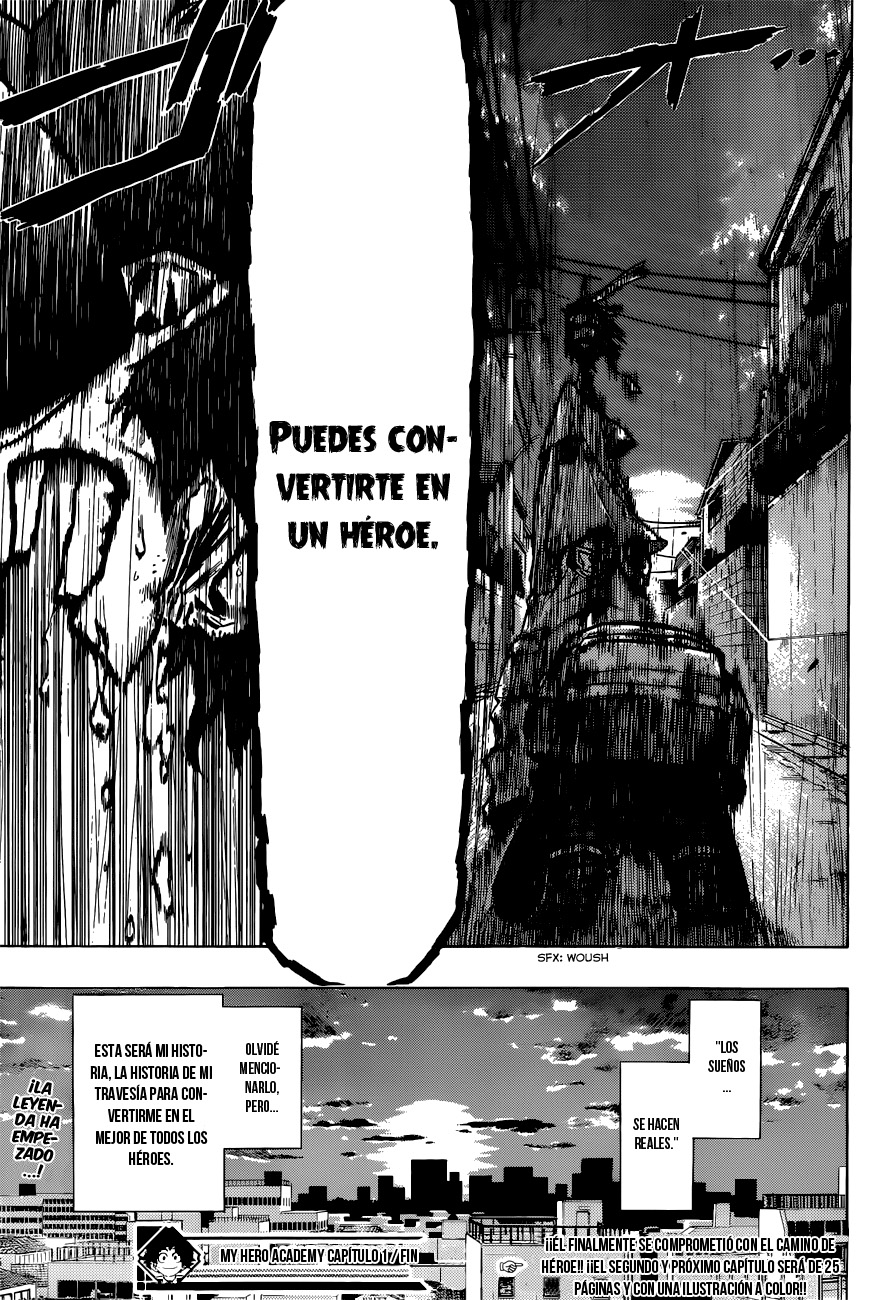 オ...
PUEDES CON-
VERTIRTE EN
UN HÉROE.
SFX: WOUSH
"LOS
SUEÑOS
...
SE HACEN
REALES."
OLVIDÉ
MENCIO-
NARLO,
PERO...
ESTA SERÁ MI HISTO-
RIA, LA HISTORIA DE MI
TRAVESÍA PARA CON-
VERTIRME EN EL
MEJOR DE TODOS LOS
HÉROES.
¡LA
LEYEN-
DA HA
EMPE-
ZADO
...!
MY HERO ACADEMY CAPÍTULO 1 / FIN
¡¡ÉL FINALMENTE SE COMPROMETIÓ CON EL CAMINO DE
HÉROE!! ¡¡EL SEGUNDO Y PRÓXIMO CAPÍTULO SERÁ DE 25
PÁGINAS Y CON UNA ILUSTRACIÓN A COLOR!!